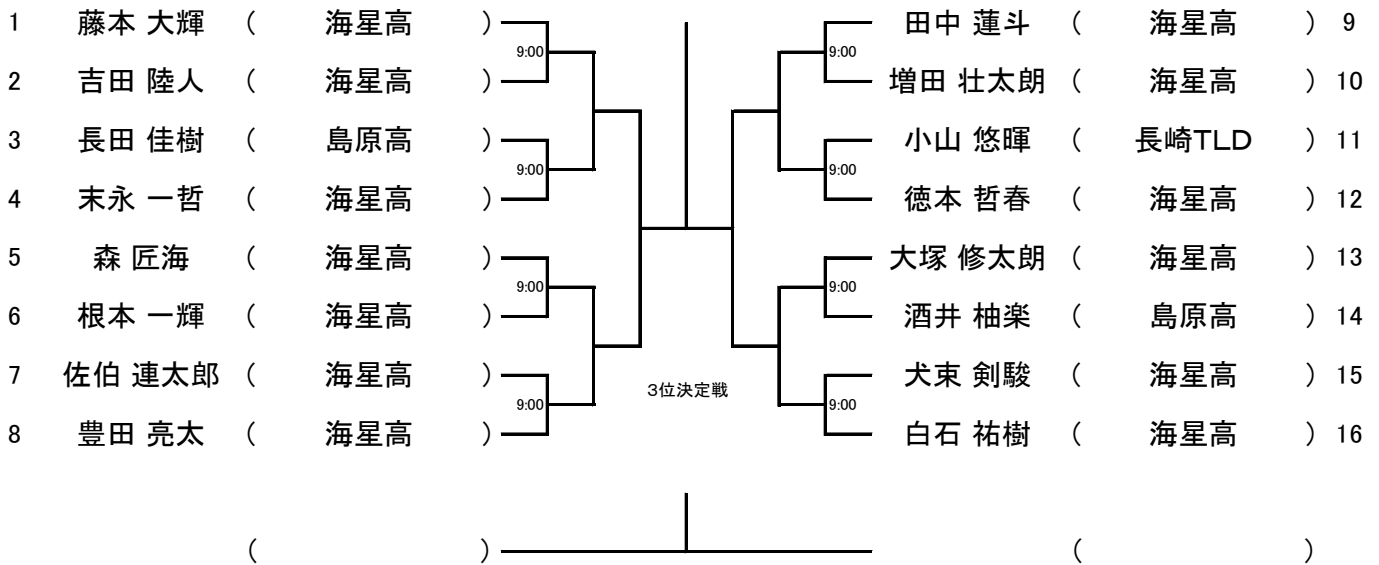 1 藤本 大輝 ( 海星高 ) 田中 蓮斗 ( 海星高 ) 9
9:00 9:00
2 吉田 陸人 ( 海星高 ) 増田 壮太朗 ( 海星高 ) 10
3 長田 佳樹 ( 島原高 ) 小山 悠暉 ( 長崎TLD ) 11
9:00 9:00
4 末永 一哲 ( 海星高 ) 徳本 哲春 ( 海星高 ) 12
5 森 匠海 ( 海星高 ) 大塚 修太朗 ( 海星高 ) 13
9:00 9:00
6 根本 一輝 ( 海星高 ) 酒井 柚楽 ( 島原高 ) 14
7 佐伯 連太郎 ( 海星高 ) 犬束 剣駿 ( 海星高 ) 15
3位決定戦
9:00 9:00
8 豊田 亮太 ( 海星高 ) 白石 祐樹 ( 海星高 ) 16
( ) ( )